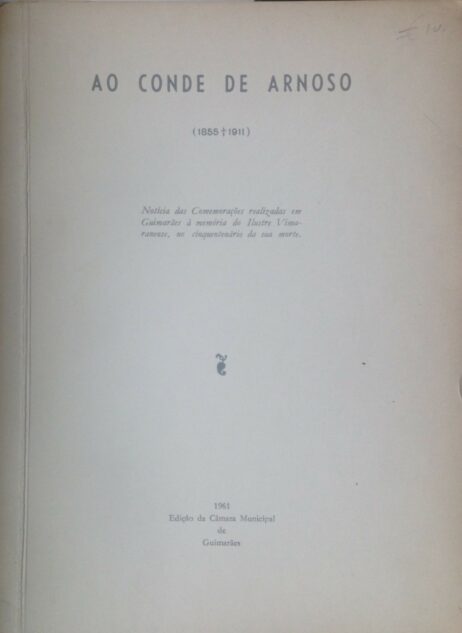 AO CONDE DE ARNOSO
(1855 † 1911)
Notícia das Comemorações realizadas em
Guimarães à memória do Ilustre Vima-
ranense, no cinquentenário da sua morte.
1961
Edição da Câmara Municipal
de
Guimarães